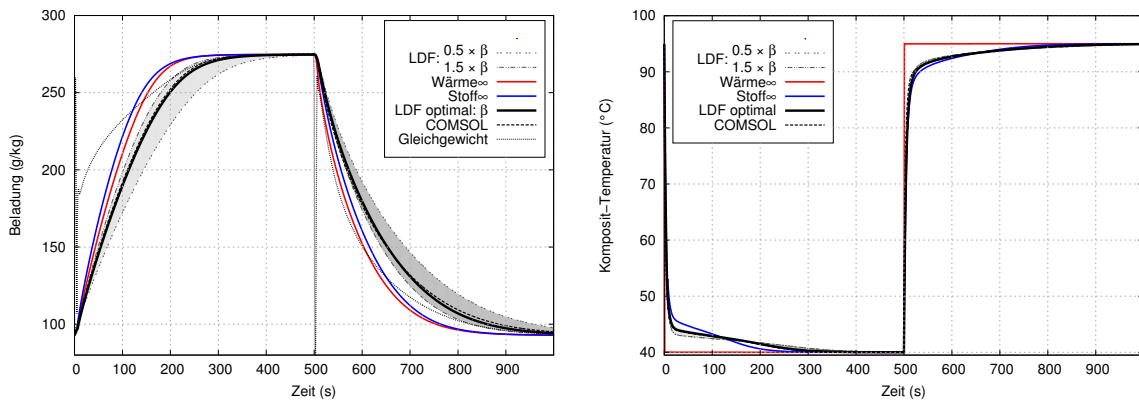 300
250
200
150
100
0 100 200 300 400 500 600 700 800 900
Beladung (g/kg)
Zeit (s)
0.5 × β
LDF:
1.5 × β
Wärme∞
Stoff∞
LDF optimal: β
COMSOL
Gleichgewicht
100
90
80
70
60
50
40
0 100 200 300 400 500 600 700 800 900
Komposit−Temperatur (°C)
Zeit (s)
0.5 × β
LDF:
1.5 × β
Wärme∞
Stoff∞
LDF optimal
COMSOL